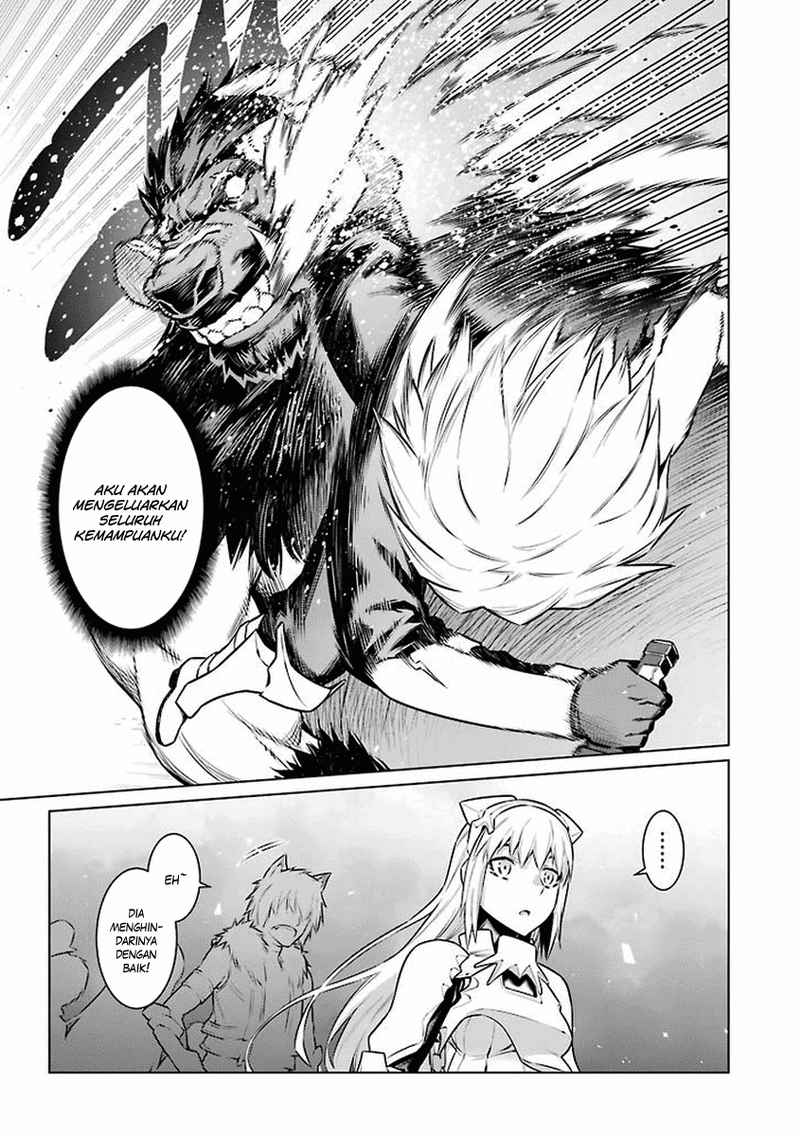 AKU AKAN
MENGELUARKAN
SELURUH
KEMAMPUANKU!
......
EH~
DIA
MENGHIN-
DARINYA
DENGAN
BAIK!